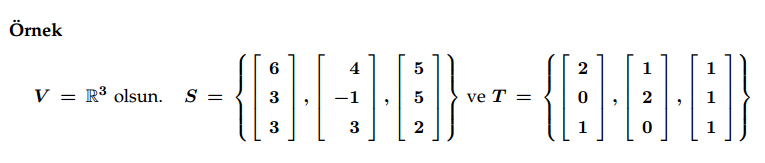 Örnek
V = ℝ³ olsun. S = { [ 6 3 3 ], [ 4 −1 3 ], [ 5 5 2 ] } ve T = { [ 2 0 1 ], [ 1 2 0 ], [ 1 1 1 ] }